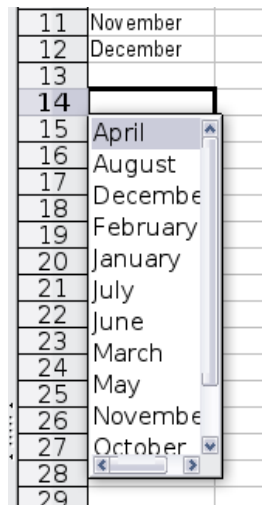 11 November
12 December
13
14
15
16
17
18
19
20
21
22
23
24
25
26
27
28
29
April
August
Decembe
February
January
July
June
March
May
Novembe
October